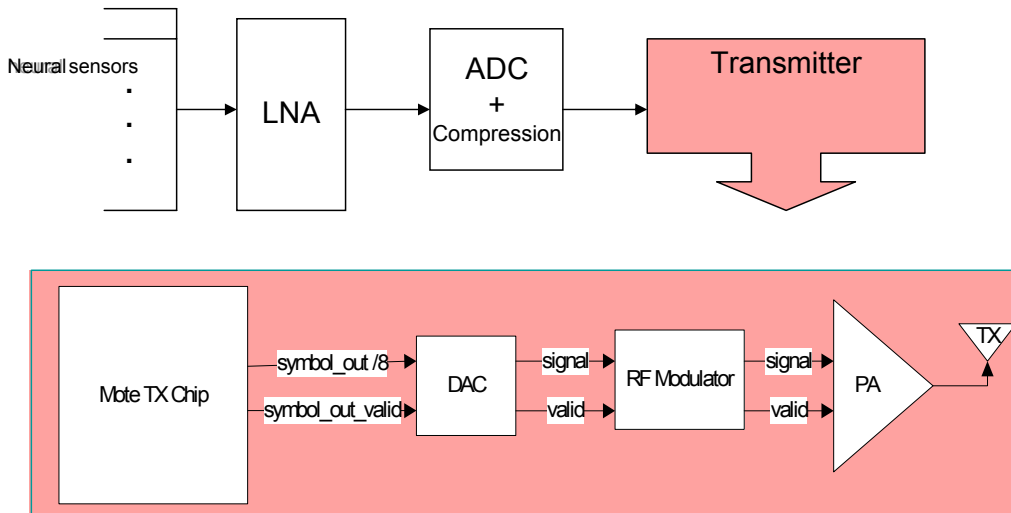 Neural sensors
LNA
ADC
+
Compression
Transmitter
Mote TX Chip
symbol_out /8
symbol_out_valid
DAC
signal
valid
RF Modulator
signal
valid
PA
TX